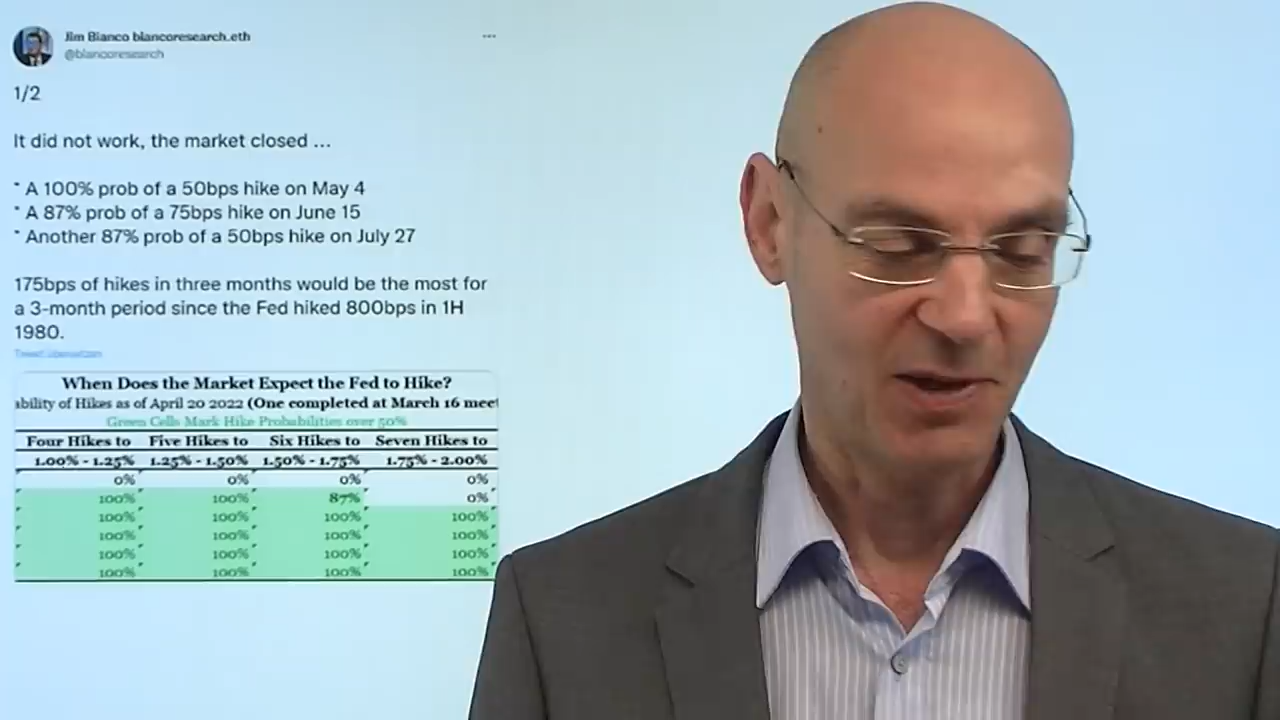 Jim Bianco biancoresearch.eth
@biancoresearch
...
1/2
It did not work, the market closed ...
* A 100% prob of a 50bps hike on May 4
* A 87% prob of a 75bps hike on June 15
* Another 87% prob of a 50bps hike on July 27
175bps of hikes in three months would be the most for
a 3-month period since the Fed hiked 800bps in 1H
1980.
When Does the Market Expect the Fed to Hike?
ability of Hikes as of April 20 2022 (One completed at March 16 meet
Green Cells Mark Hike Probabilities over 50%
Four Hikes to Five Hikes to Six Hikes to Seven Hikes to
1.00% - 1.25% 1.25% - 1.50% 1.50% - 1.75% 1.75% - 2.00%
0% 0% 0% 0%
100% 100% 87% 0%
100% 100% 100% 100%
100% 100% 100% 100%
100% 100% 100% 100%
100% 100% 100% 100%